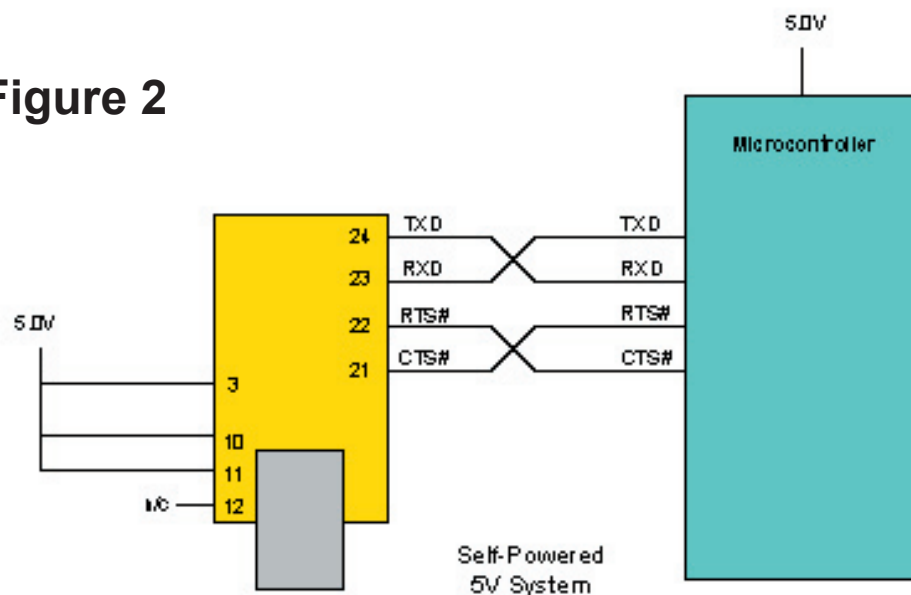 5.0V
Figure 2
Microcontroller
24 TXD TXD
23 RXD RXD
22 RTS# RTS#
21 CTS# CTS#
5.0V
3
10
11
N/C 12
Self-Powered
5V System